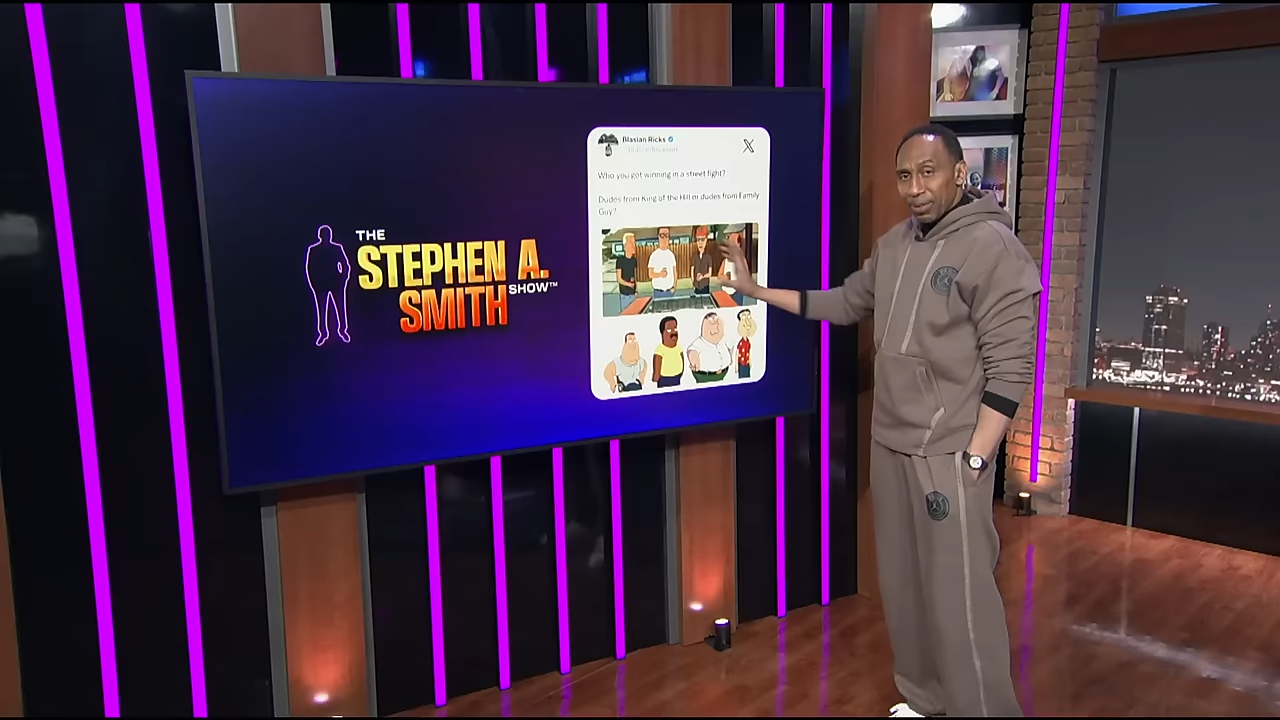 THE
STEPHEN A.
SMITH SHOW™
Blasian Ricks
Who you got winning in a street fight?
Dudes from King of the Hill or dudes from Family
Guy?